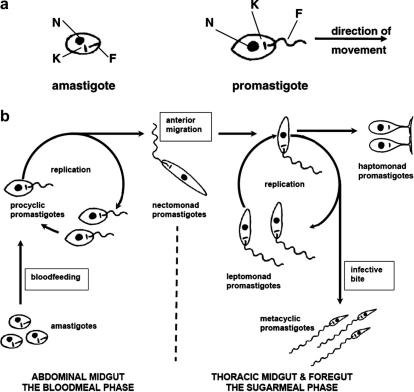 a
N
K
F
amastigote
N
K
F
promastigote
direction of
movement
b
replication
procyclic
promastigotes
bloodfeeding
amastigotes
anterior
migration
nectomonad
promastigotes
replication
leptomonad
promastigotes
haptomonad
promastigotes
infective
bite
metacyclic
promastigotes
ABDOMINAL MIDGUT
THE BLOODMEAL PHASE
THORACIC MIDGUT & FOREGUT
THE SUGARMEAL PHASE